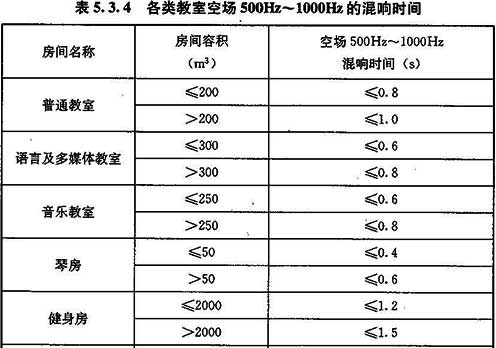 表 5.3.4 各类教室空场 500Hz～1000Hz 的混响时间
房间名称 房间容积（m³） 空场 500Hz～1000Hz 混响时间（s）
普通教室 ≤200 ≤0.8
>200 ≤1.0
语言及多媒体教室 ≤300 ≤0.6
>300 ≤0.8
音乐教室 ≤250 ≤0.6
>250 ≤0.8
琴房 ≤50 ≤0.4
>50 ≤0.6
健身房 ≤2000 ≤1.2
>2000 ≤1.5